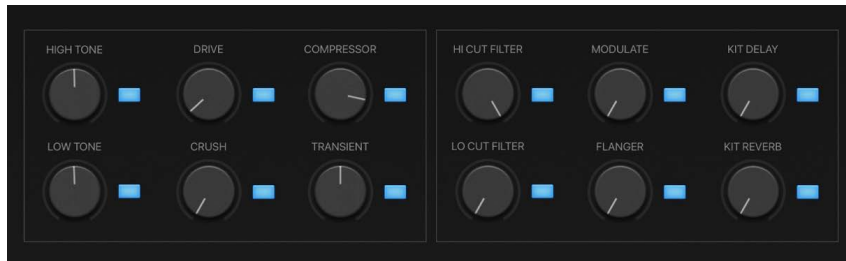 HIGH TONE DRIVE COMPRESSOR HI CUT FILTER MODULATE KIT DELAY
LOW TONE CRUSH TRANSIENT LO CUT FILTER FLANGER KIT REVERB